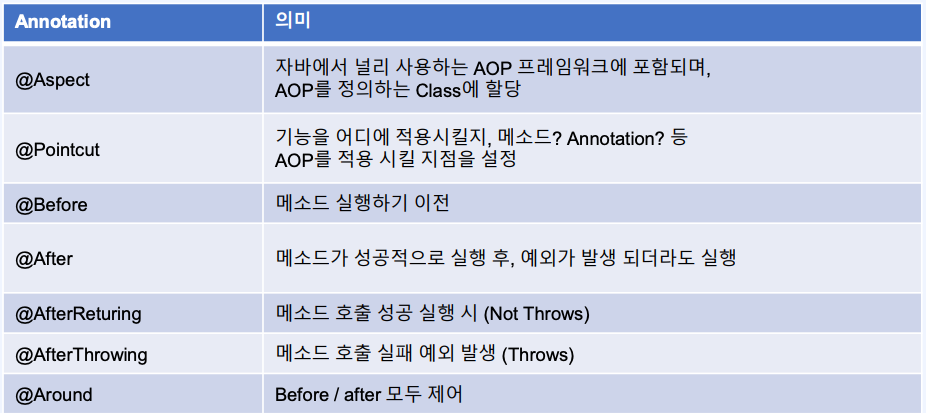 Annotation 의미
@Aspect 자바에서 널리 사용하는 AOP 프레임워크에 포함되며,
AOP를 정의하는 Class에 할당
@Pointcut 기능을 어디에 적용시킬지, 메소드? Annotation? 등
AOP를 적용 시킬 지점을 설정
@Before 메소드 실행하기 이전
@After 메소드가 성공적으로 실행 후, 예외가 발생 되더라도 실행
@AfterReturing 메소드 호출 성공 실행 시 (Not Throws)
@AfterThrowing 메소드 호출 실패 예외 발생 (Throws)
@Around Before / after 모두 제어